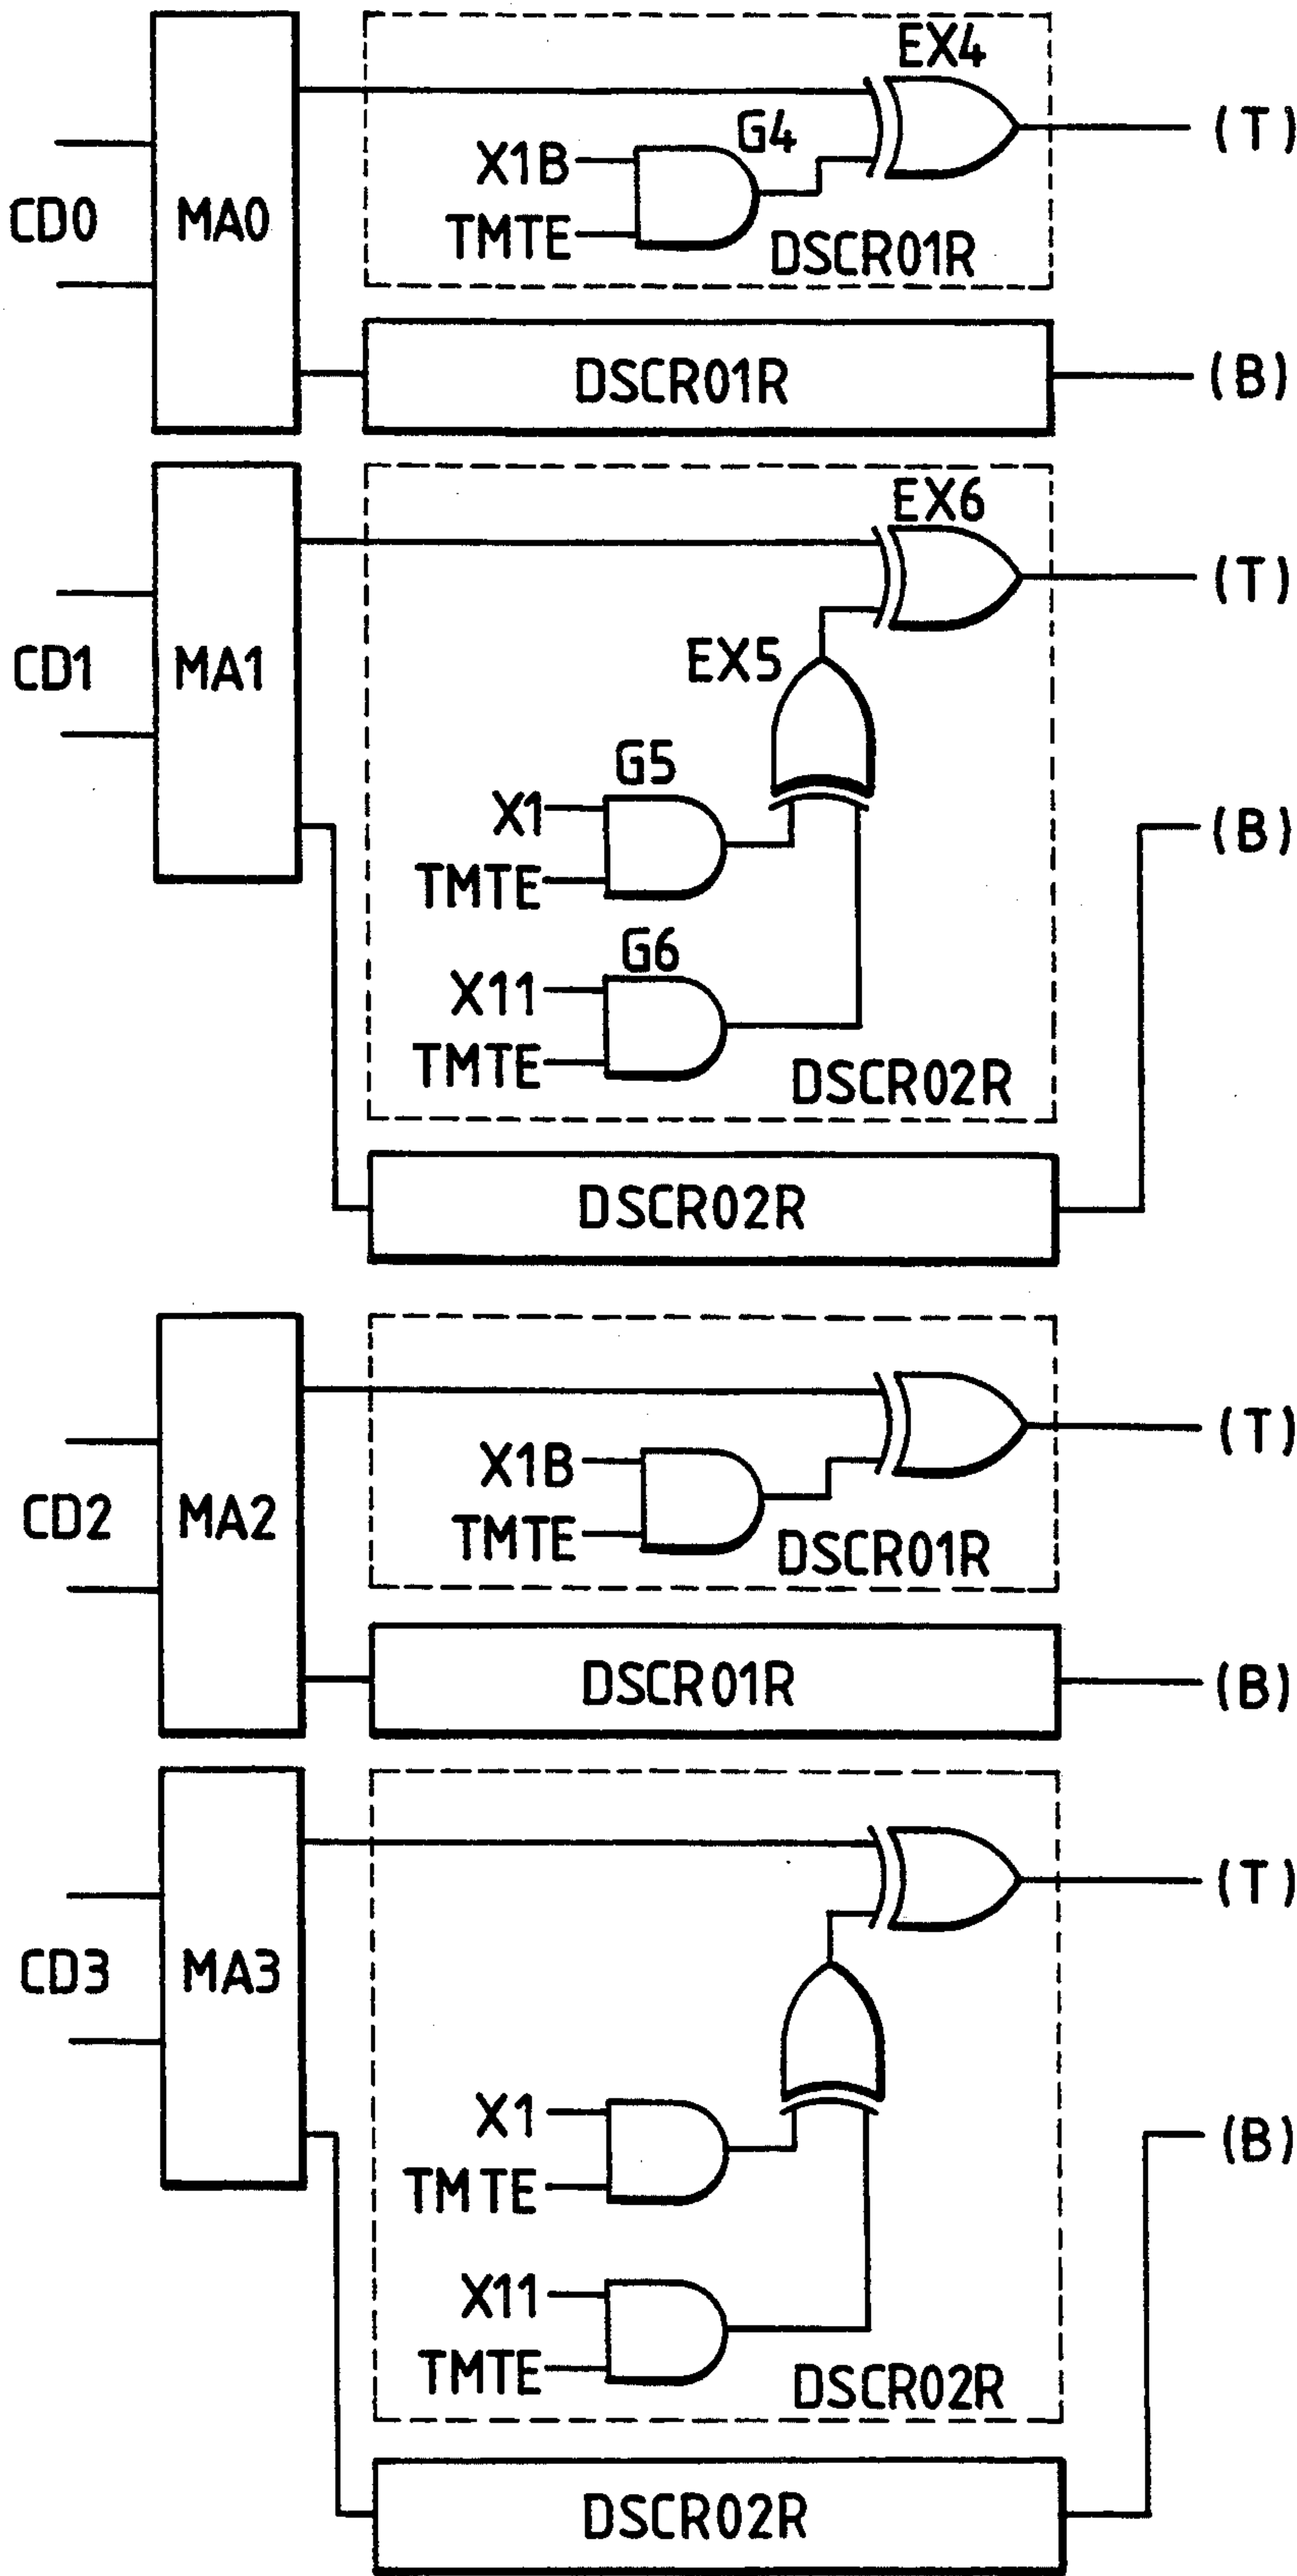 EX4
(T)
G4
X1B
CD0
MA0
TMTE
DSCR01R
DSCR01R
(B)
EX6
(T)
CD1
MA1
EX5
G5
X1
(B)
TMTE
G6
X11
TMTE
DSCR02R
DSCR02R
(T)
X1B
CD2
MA2
TMTE
DSCR01R
DSCR01R
(B)
(T)
CD3
MA3
X1
(B)
TMTE
X11
TMTE
DSCR02R
DSCR02R